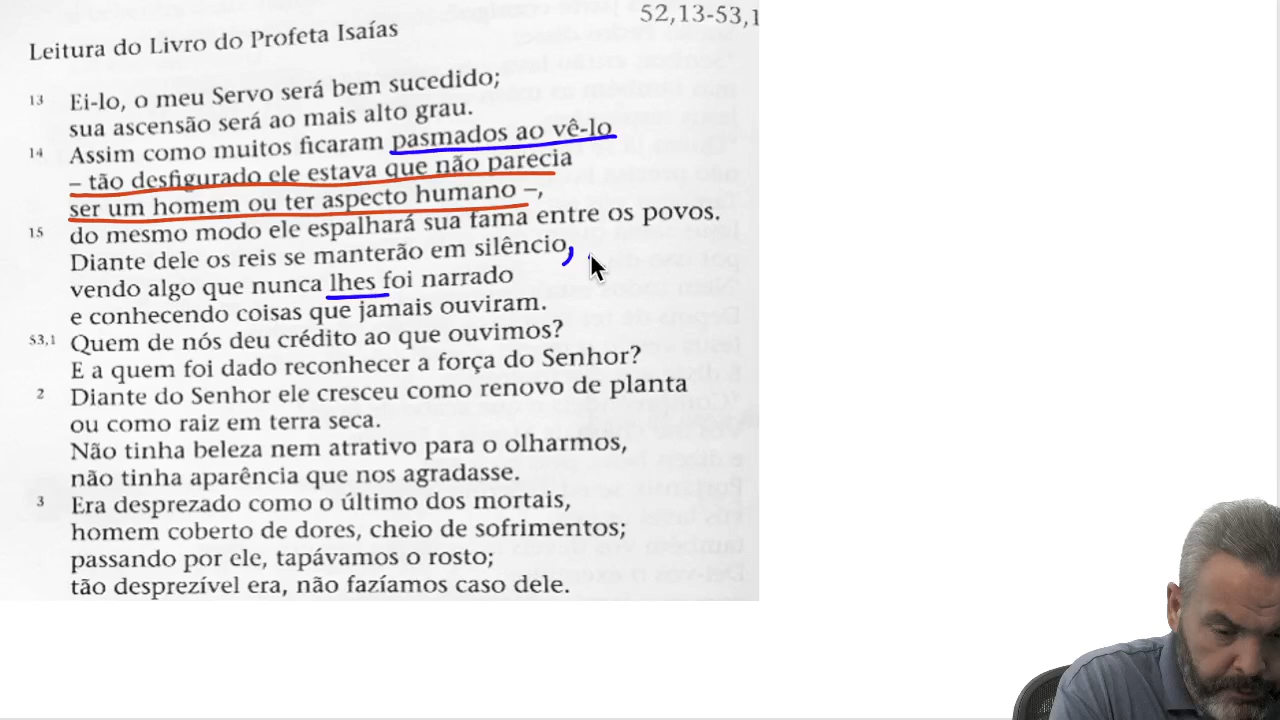 52,13-53,1
Leitura do Livro do Profeta Isaías
13 Ei-lo, o meu Servo será bem sucedido;
sua ascensão será ao mais alto grau.
14 Assim como muitos ficaram pasmados ao vê-lo
– tão desfigurado ele estava que não parecia
ser um homem ou ter aspecto humano –,
15 do mesmo modo ele espalhará sua fama entre os povos.
Diante dele os reis se manterão em silêncio,
vendo algo que nunca lhes foi narrado
e conhecendo coisas que jamais ouviram.
53,1 Quem de nós deu crédito ao que ouvimos?
E a quem foi dado reconhecer a força do Senhor?
2 Diante do Senhor ele cresceu como renovo de planta
ou como raiz em terra seca.
Não tinha beleza nem atrativo para o olharmos,
não tinha aparência que nos agradasse.
3 Era desprezado como o último dos mortais,
homem coberto de dores, cheio de sofrimentos;
passando por ele, tapávamos o rosto;
tão desprezível era, não fazíamos caso dele.